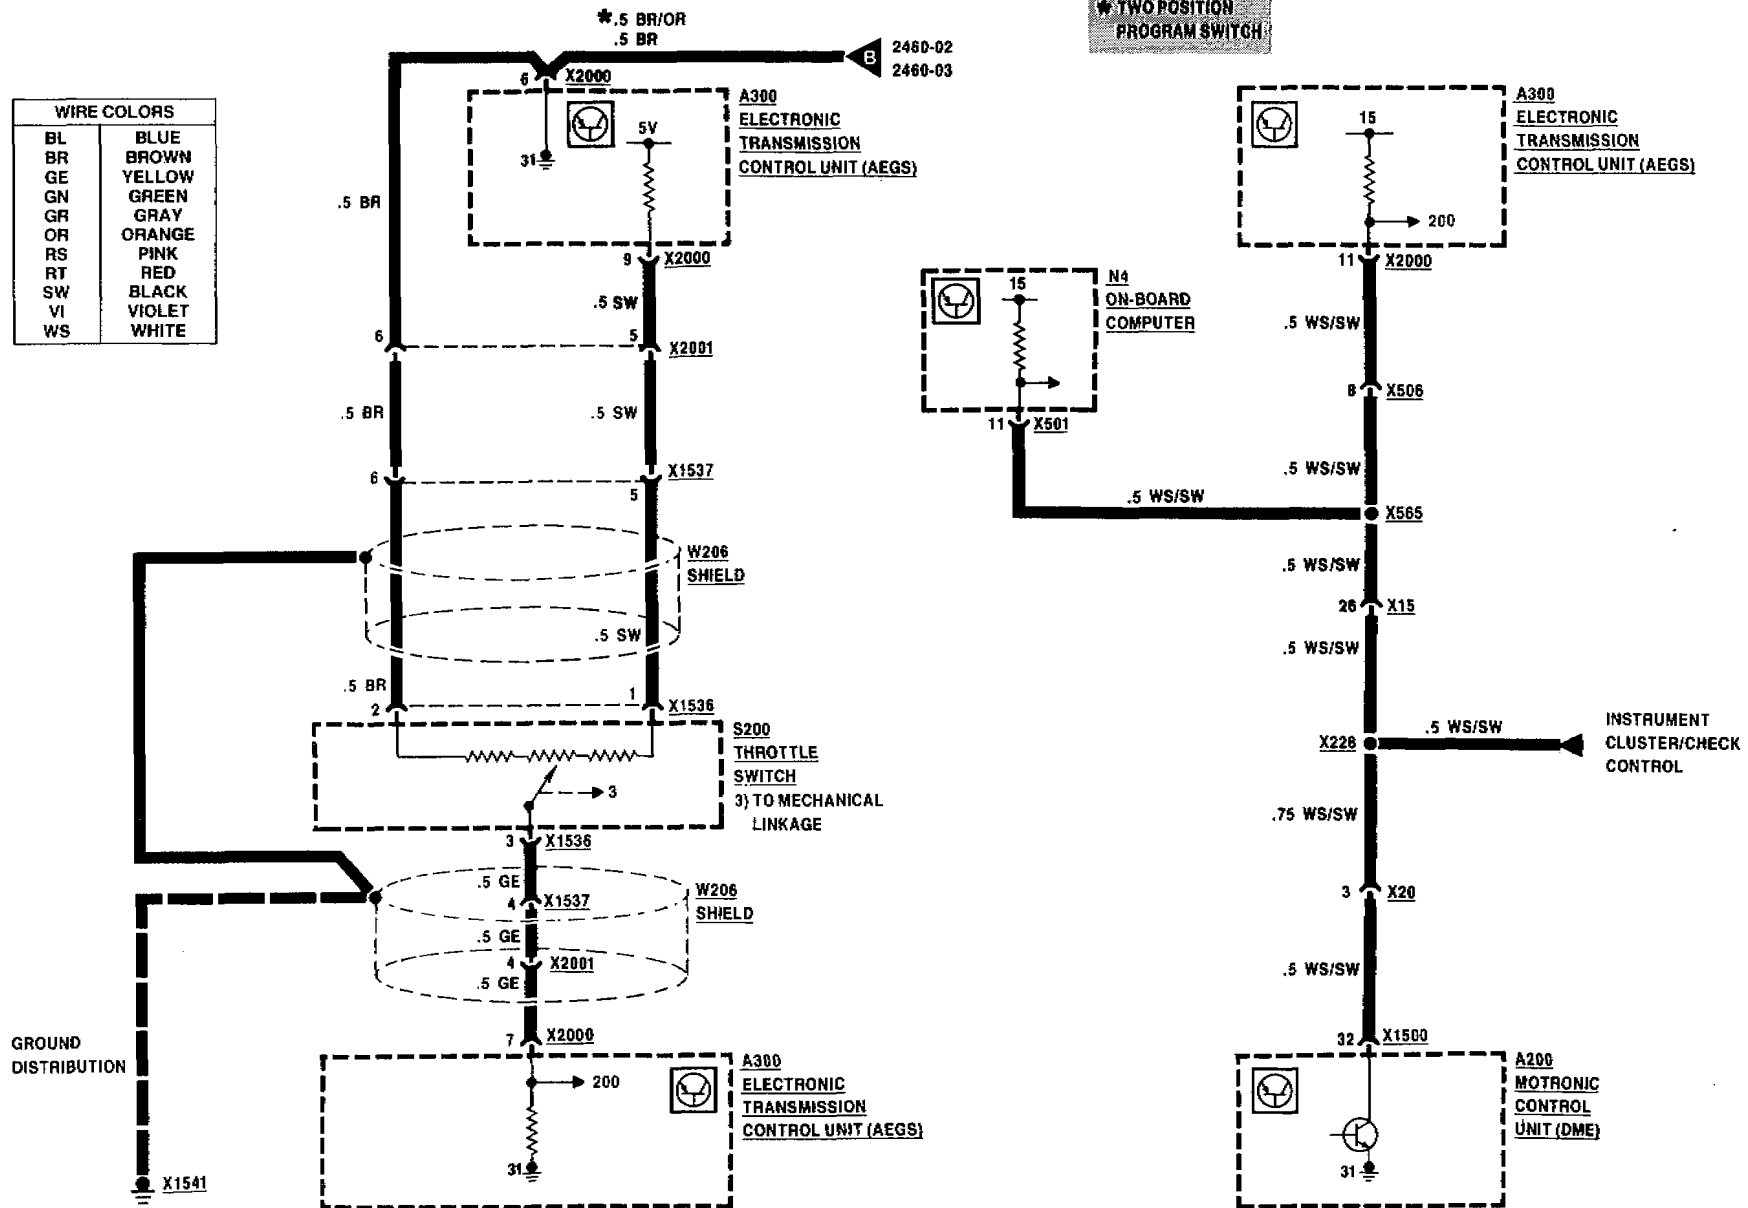 *.5 BR/OR
.5 BR
B
2460-02
2460-03
* TWO POSITION
PROGRAM SWITCH
WIRE COLORS
BL BLUE
BR BROWN
GE YELLOW
GN GREEN
GR GRAY
OR ORANGE
RS PINK
RT RED
SW BLACK
VI VIOLET
WS WHITE
6 X2000
A300
ELECTRONIC
TRANSMISSION
CONTROL UNIT (AEGS)
5V
31
.5 BR
9 X2000
.5 SW
6
5
X2001
.5 BR
.5 SW
6
5
X1537
W206
SHIELD
.5 SW
.5 BR
2
1
X1536
S200
THROTTLE
SWITCH
3) TO MECHANICAL
LINKAGE
3
3 X1536
.5 GE
4 X1537
W206
SHIELD
.5 GE
4 X2001
.5 GE
7 X2000
A300
ELECTRONIC
TRANSMISSION
CONTROL UNIT (AEGS)
200
31
GROUND
DISTRIBUTION
X1541
A300
ELECTRONIC
TRANSMISSION
CONTROL UNIT (AEGS)
15
200
11 X2000
N4
ON-BOARD
COMPUTER
15
11 X501
.5 WS/SW
8 X506
.5 WS/SW
.5 WS/SW
X565
.5 WS/SW
26 X15
.5 WS/SW
X226
.5 WS/SW
INSTRUMENT
CLUSTER/CHECK
CONTROL
.75 WS/SW
3 X20
.5 WS/SW
32 X1500
A200
MOTRONIC
CONTROL
UNIT (DME)
31